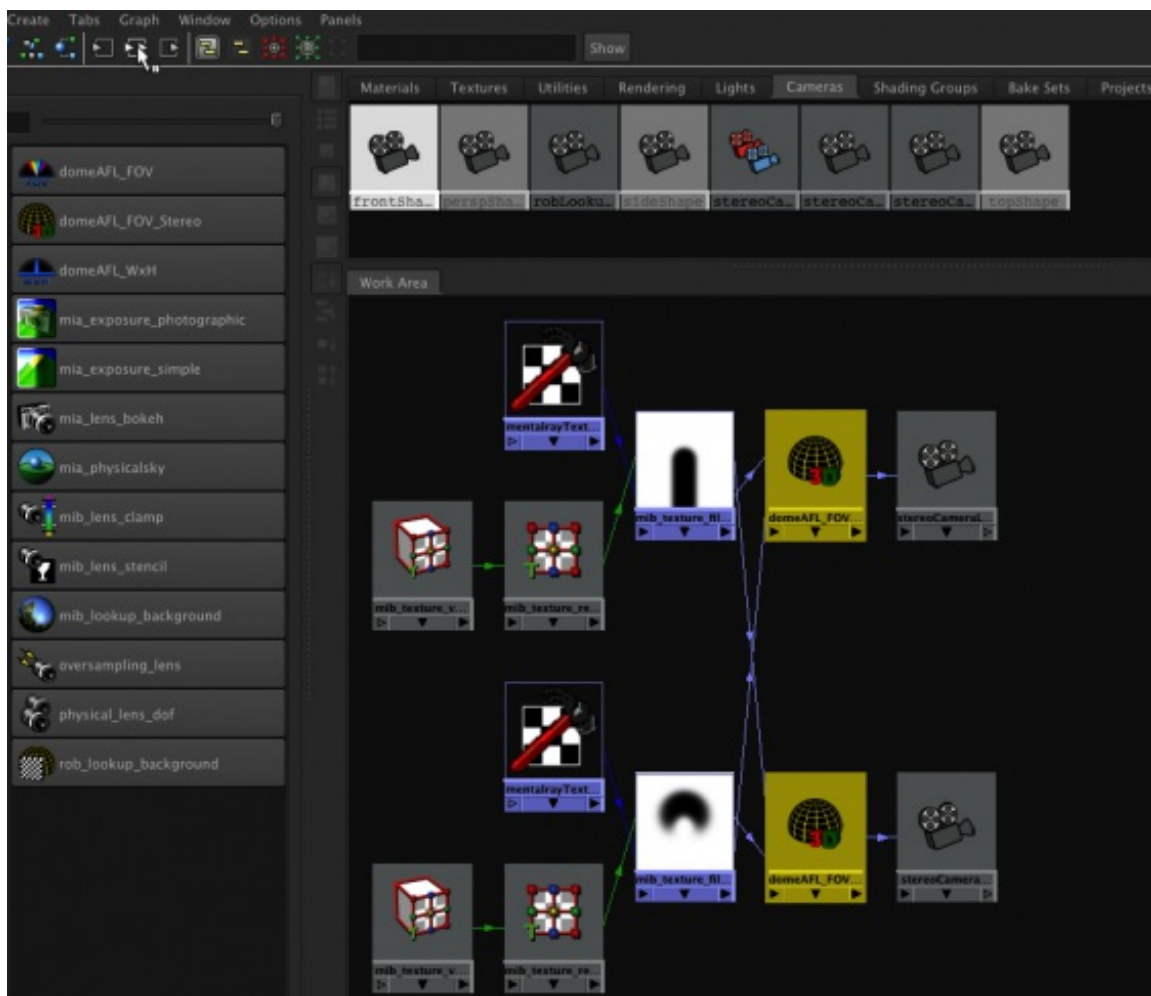 Create Tabs Graph Window Options Panels
Show
Materials Textures Utilities Rendering Lights Cameras Shading Groups Bake Sets Projects
frontSha... perspSha... robLooku... sideShape stereoCa... stereoCa... stereoCa... topShape
domeAFL_FOV
domeAFL_FOV_Stereo
domeAFL_WxH
mia_exposure_photographic
mia_exposure_simple
mia_lens_bokeh
mia_physicalsky
mib_lens_clamp
mib_lens_stencil
mib_lookup_background
oversampling_lens
physical_lens_dof
rob_lookup_background
Work Area
mentalrayText...
mib_texture_fil... domeAFL_FOV... stereoCameraL...
mib_texture_v... mib_texture_re...
mentalrayText...
mib_texture_fil... domeAFL_FOV... stereoCamera...
mib_texture_v... mib_texture_re...